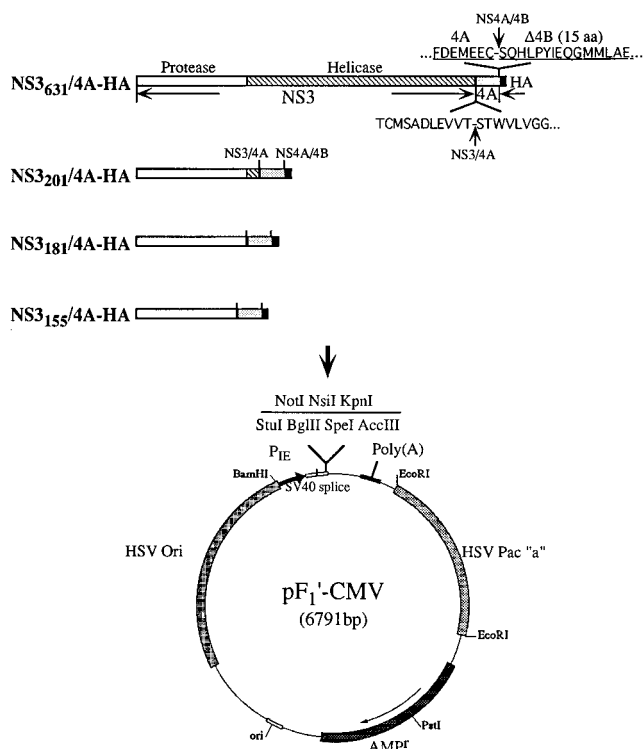 NS4A/4B
4A Δ4B (15 aa)
...FDEMEEC-SQHLPYIEQGMMLAE...
NS3631/4A-HA
Protease
Helicase
HA
NS3
4A
TCMSADLEVVT-STWVLVGG...
NS3/4A
NS3/4A NS4A/4B
NS3201/4A-HA
NS3181/4A-HA
NS3155/4A-HA
NotI NsiI KpnI
StuI BglII SpeI AccIII
PIE
Poly(A)
BamHI
SV40 splice
EcoRI
HSV Ori
HSV Pac "a"
pF1'-CMV
(6791bp)
EcoRI
PstI
ori
AMPr